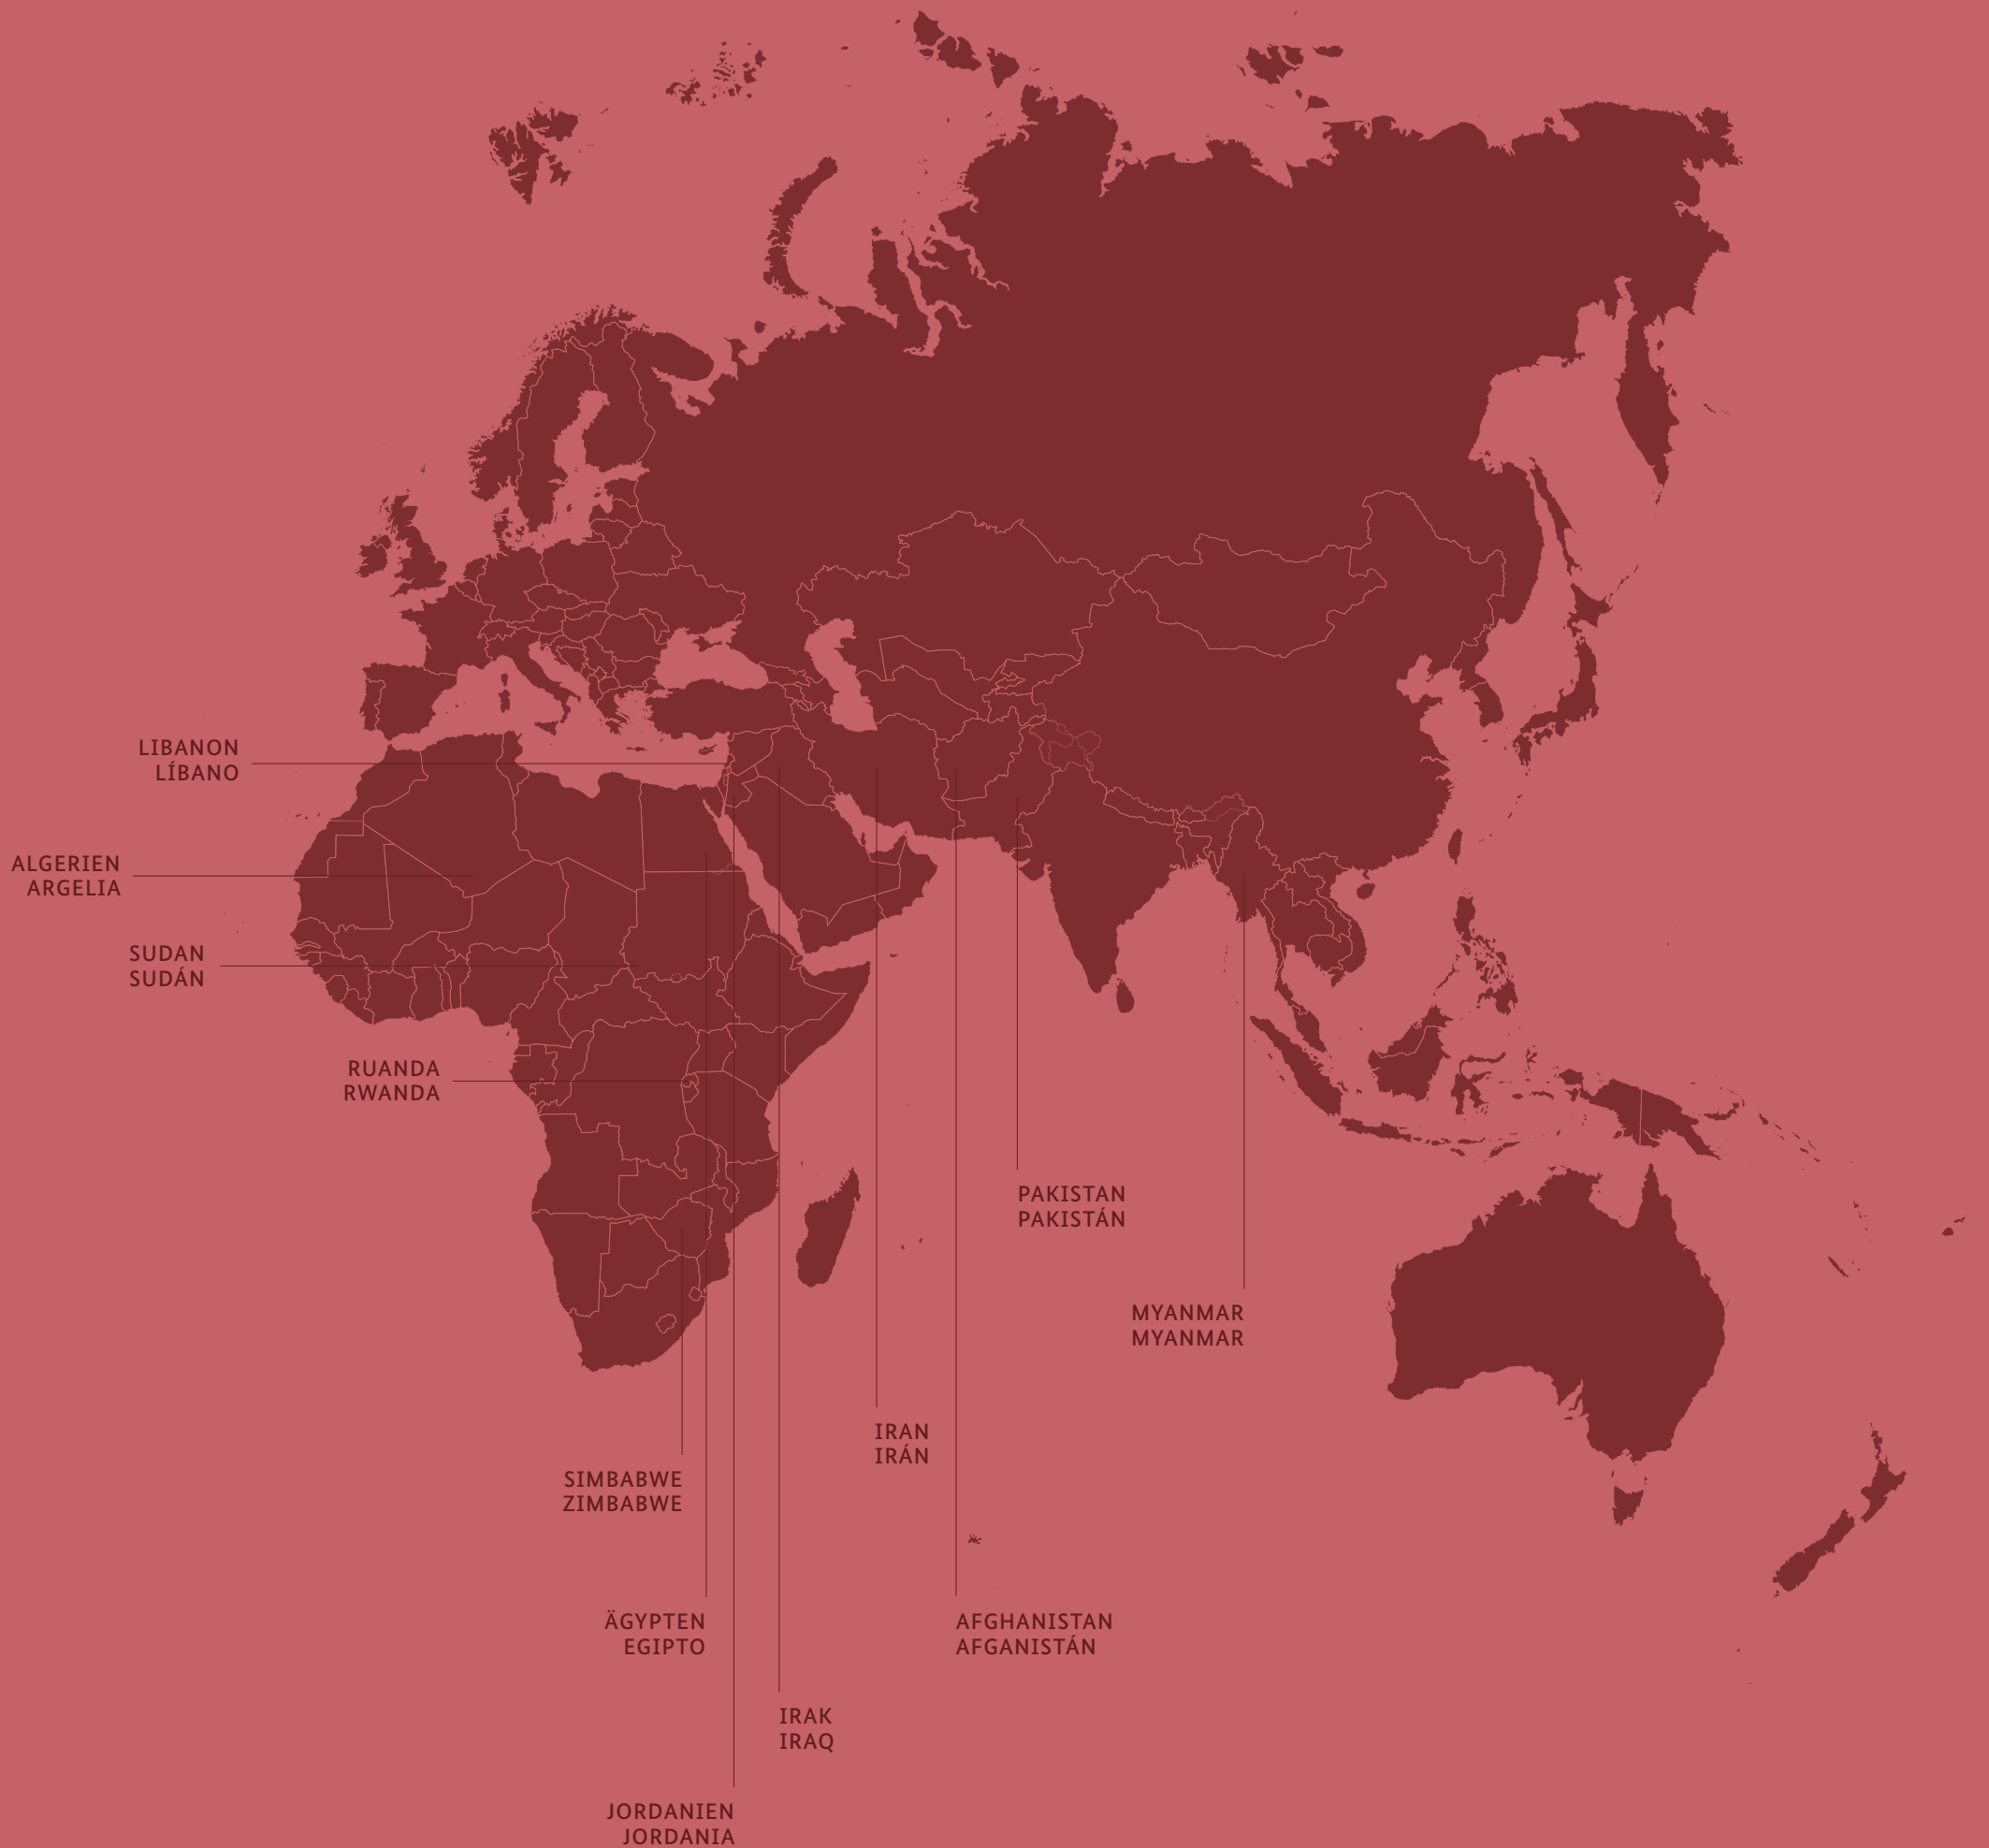 LIBANON
LÍBANO
ALGERIEN
ARGELIA
SUDAN
SUDÁN
RUANDA
RWANDA
PAKISTAN
PAKISTÁN
MYANMAR
MYANMAR
IRAN
IRÁN
SIMBABWE
ZIMBABWE
ÄGYPTEN
EGIPTO
AFGHANISTAN
AFGANISTÁN
IRAK
IRAQ
JORDANIEN
JORDANIA